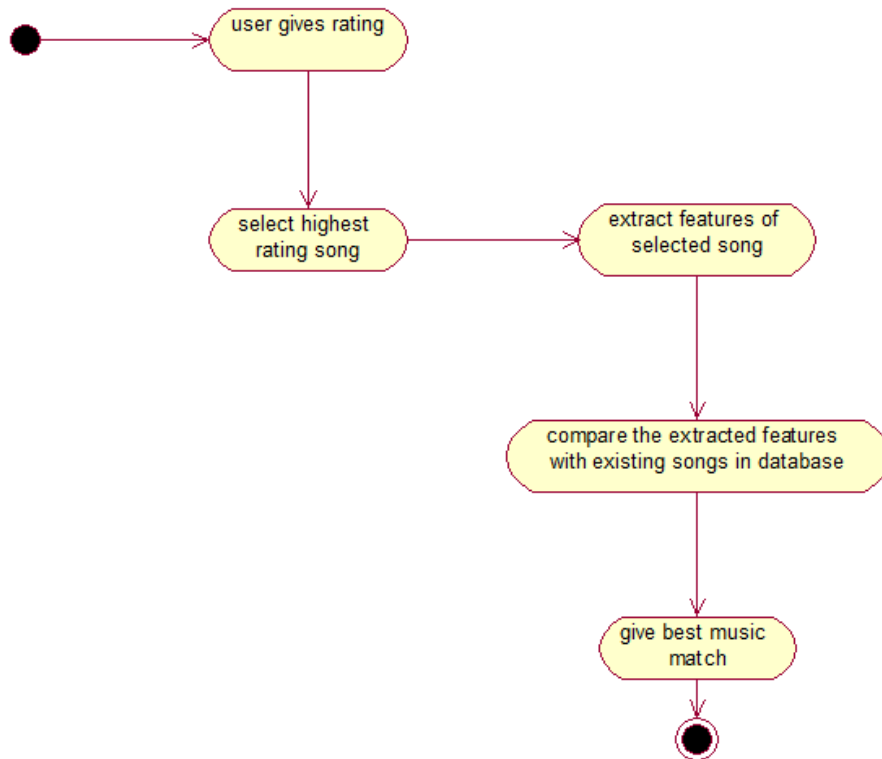 user gives rating
select highest
rating song
extract features of
selected song
compare the extracted features
with existing songs in database
give best music
match